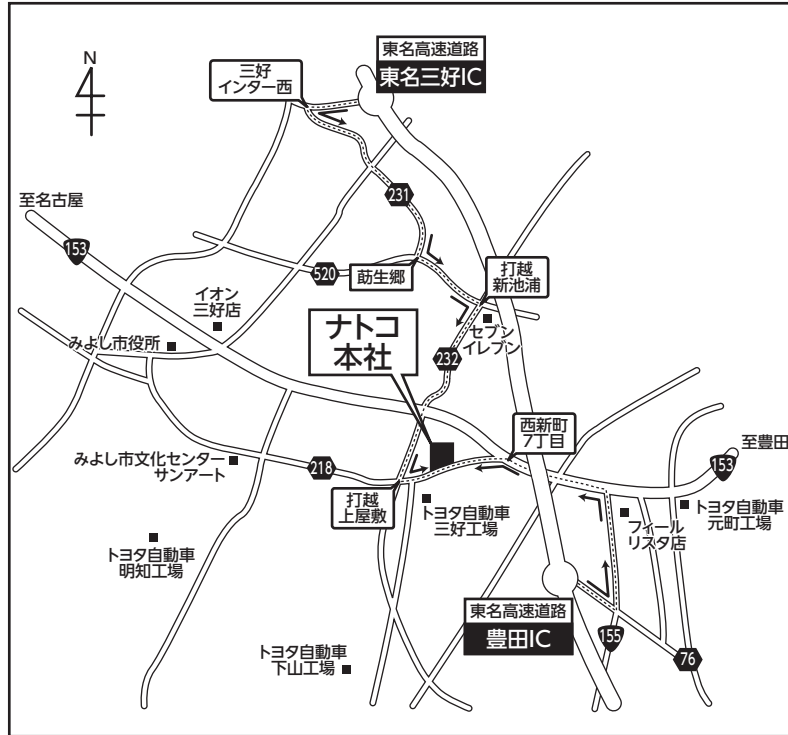 東名高速道路
東名三好IC
N
三好
インター西
231
至名古屋
153
520
莇生郷
打越
新池浦
イオン
三好店
セブン
イレブン
ナトコ
本社
みよし市役所
232
西新町
7丁目
至豊田
153
みよし市文化センター
サンアート
218
打越
上屋敷
トヨタ自動車
三好工場
フィール
リスタ店
トヨタ自動車
元町工場
トヨタ自動車
明知工場
東名高速道路
豊田IC
155
76
トヨタ自動車
下山工場